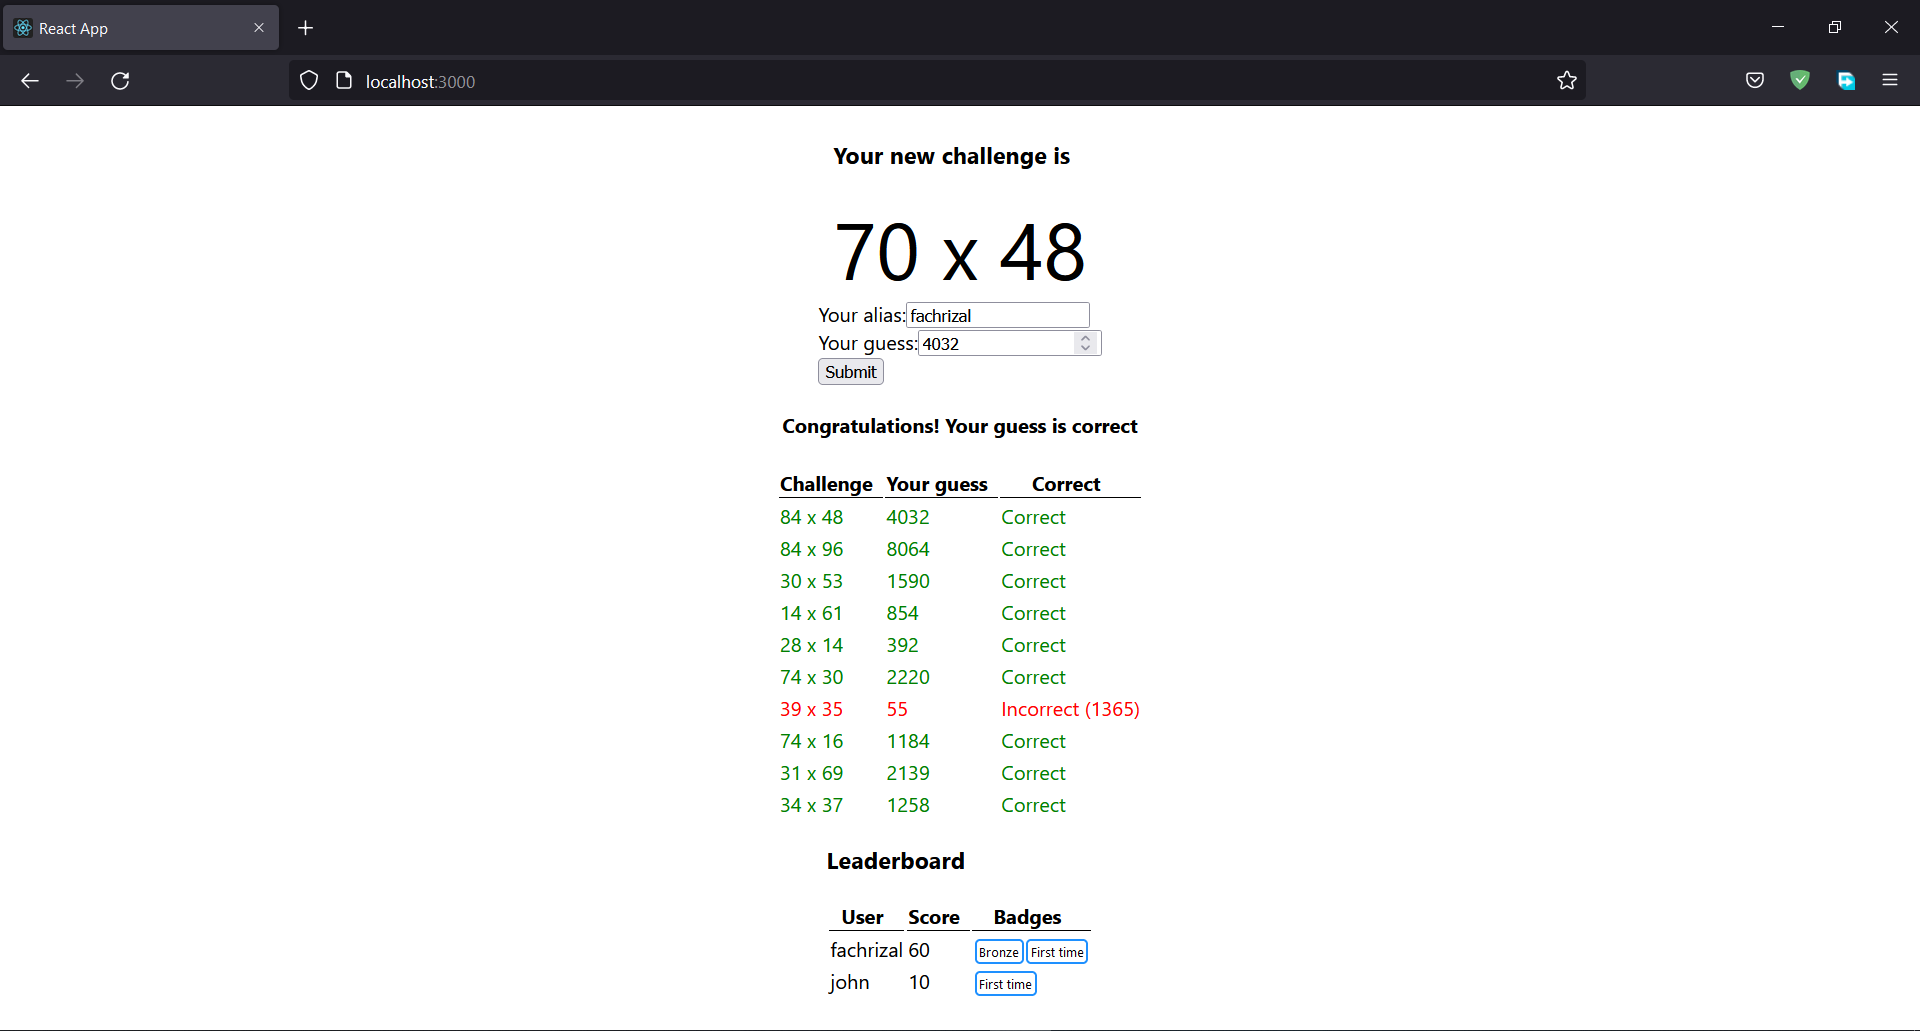 React App
localhost:3000
Your new challenge is
70 x 48
Your alias: fachrizal
Your guess: 4032
Submit
Congratulations! Your guess is correct
Challenge Your guess Correct
84 x 48 4032 Correct
84 x 96 8064 Correct
30 x 53 1590 Correct
14 x 61 854 Correct
28 x 14 392 Correct
74 x 30 2220 Correct
39 x 35 55 Incorrect (1365)
74 x 16 1184 Correct
31 x 69 2139 Correct
34 x 37 1258 Correct
Leaderboard
User Score Badges
fachrizal 60 Bronze First time
john 10 First time